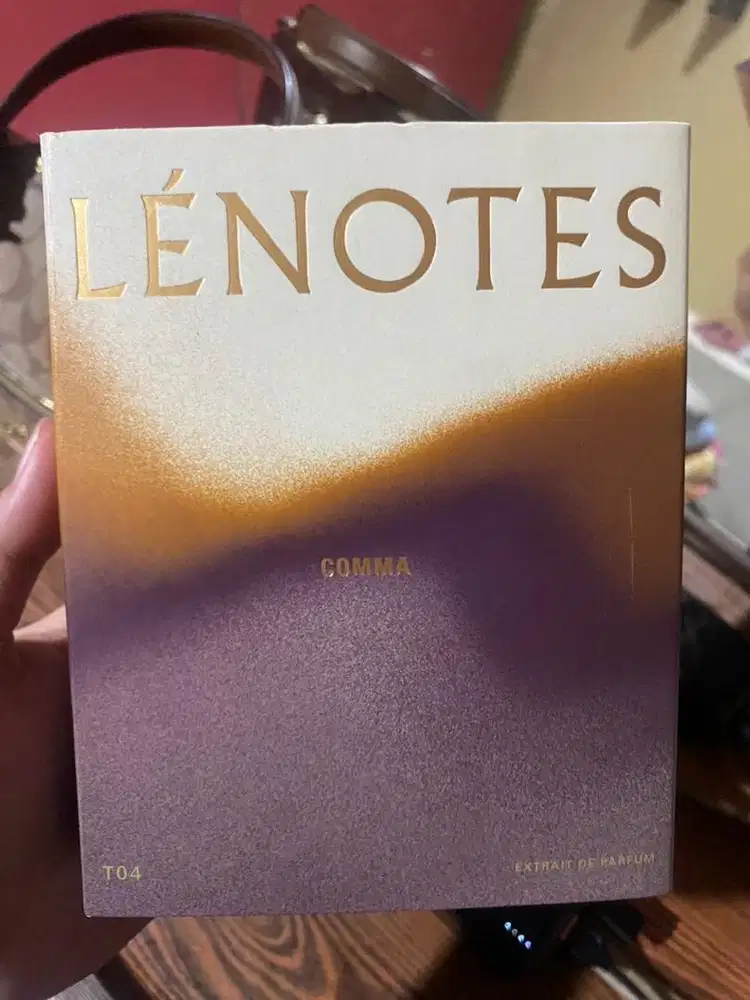 LÉNOTES
COMMA
T04
EXTRAIT DE PARFUM